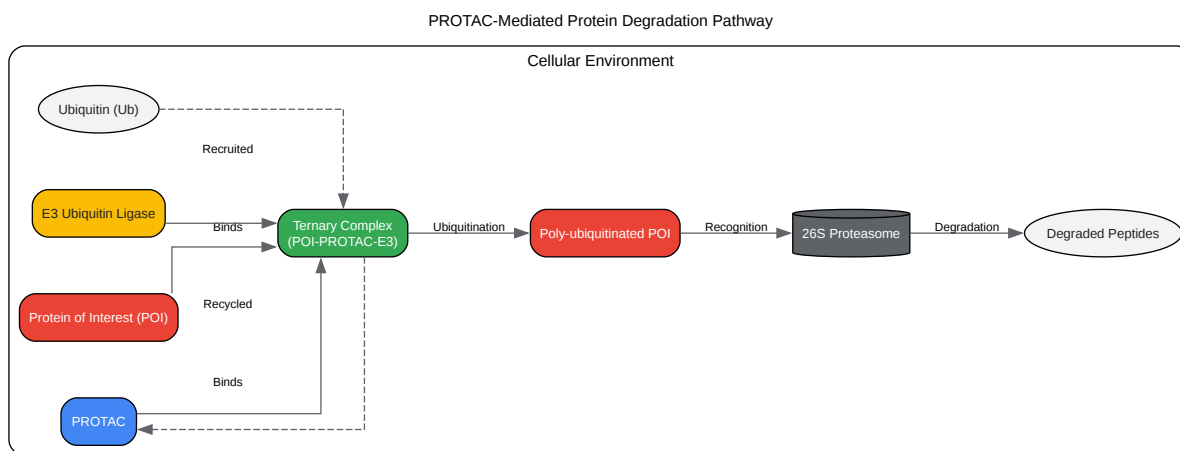 PROTAC-Mediated Protein Degradation Pathway
Cellular Environment
Ubiquitin (Ub)
Recruited
E3 Ubiquitin Ligase
Binds
Ternary Complex
(POI-PROTAC-E3)
Ubiquitination
Poly-ubiquitinated POI
Recognition
26S Proteasome
Degradation
Degraded Peptides
Protein of Interest (POI)
Recycled
Binds
PROTAC